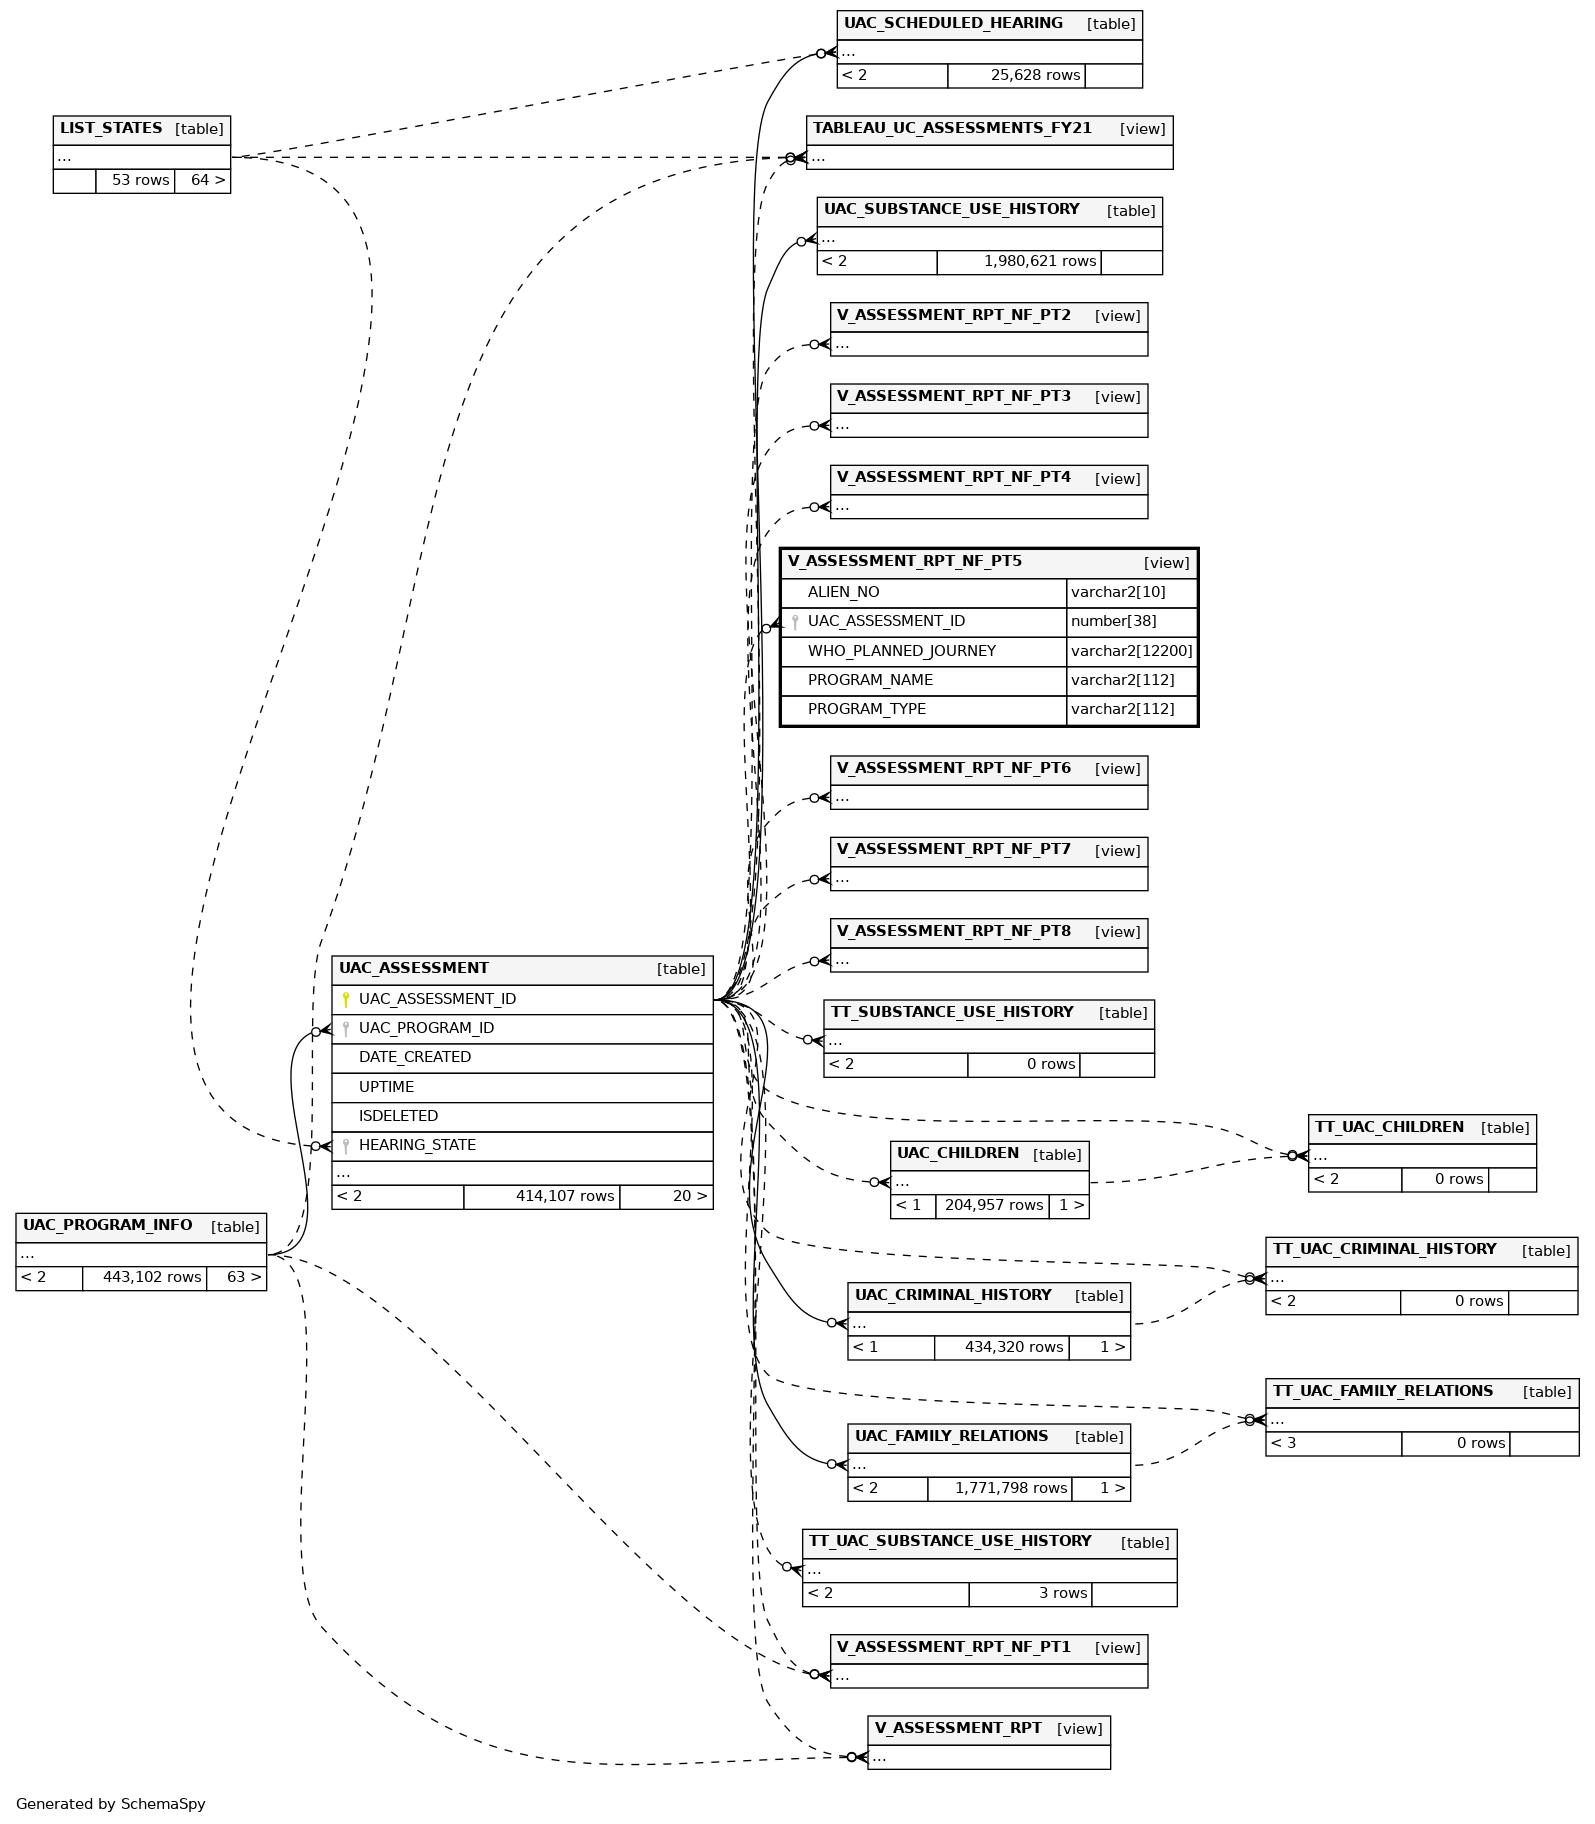 UAC_SCHEDULED_HEARING [table]
...
< 2 25,628 rows
LIST_STATES [table]
...
53 rows 64 >
TABLEAU_UC_ASSESSMENTS_FY21 [view]
...
UAC_SUBSTANCE_USE_HISTORY [table]
...
< 2 1,980,621 rows
V_ASSESSMENT_RPT_NF_PT2 [view]
...
V_ASSESSMENT_RPT_NF_PT3 [view]
...
V_ASSESSMENT_RPT_NF_PT4 [view]
...
V_ASSESSMENT_RPT_NF_PT5 [view]
ALIEN_NO varchar2[10]
UAC_ASSESSMENT_ID number[38]
WHO_PLANNED_JOURNEY varchar2[12200]
PROGRAM_NAME varchar2[112]
PROGRAM_TYPE varchar2[112]
V_ASSESSMENT_RPT_NF_PT6 [view]
...
V_ASSESSMENT_RPT_NF_PT7 [view]
...
V_ASSESSMENT_RPT_NF_PT8 [view]
...
UAC_ASSESSMENT [table]
UAC_ASSESSMENT_ID
UAC_PROGRAM_ID
DATE_CREATED
UPTIME
ISDELETED
HEARING_STATE
...
< 2 414,107 rows 20 >
TT_SUBSTANCE_USE_HISTORY [table]
...
< 2 0 rows
TT_UAC_CHILDREN [table]
...
< 2 0 rows
UAC_CHILDREN [table]
...
< 1 204,957 rows 1 >
UAC_PROGRAM_INFO [table]
...
< 2 443,102 rows 63 >
TT_UAC_CRIMINAL_HISTORY [table]
...
< 2 0 rows
UAC_CRIMINAL_HISTORY [table]
...
< 1 434,320 rows 1 >
TT_UAC_FAMILY_RELATIONS [table]
...
< 3 0 rows
UAC_FAMILY_RELATIONS [table]
...
< 2 1,771,798 rows 1 >
TT_UAC_SUBSTANCE_USE_HISTORY [table]
...
< 2 3 rows
V_ASSESSMENT_RPT_NF_PT1 [view]
...
V_ASSESSMENT_RPT [view]
...
Generated by SchemaSpy